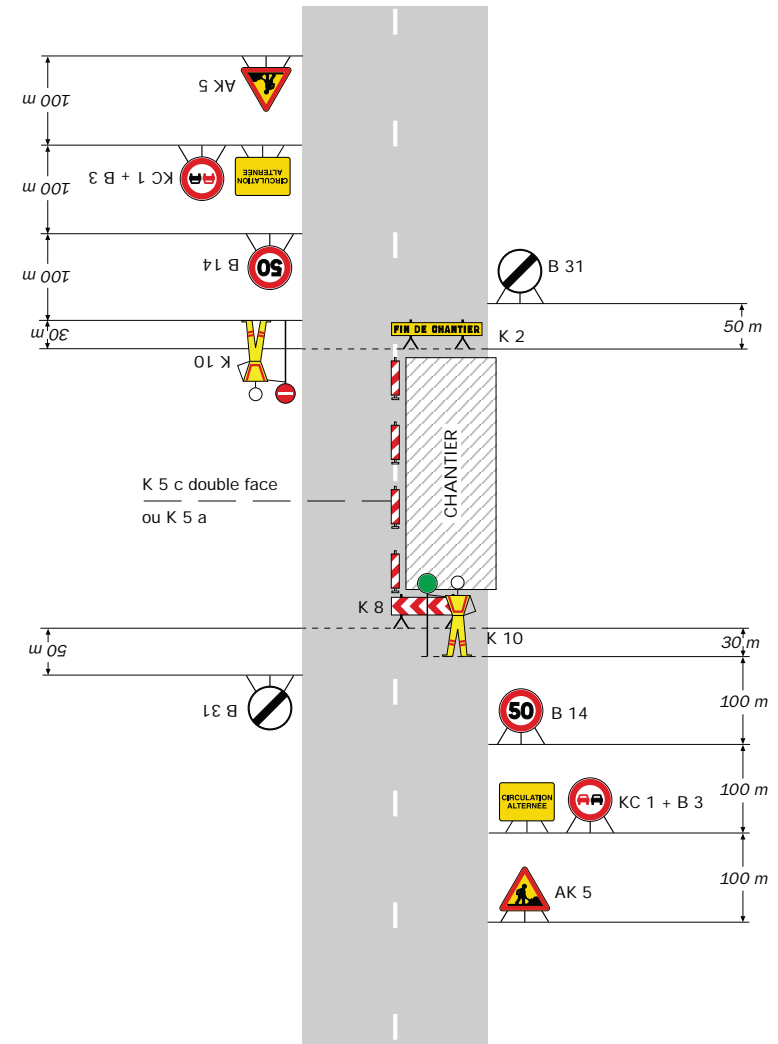 AK 5
100 m
KC 1 + B 3
CIRCULATION
ALTERNÉE
100 m
B 14
50
100 m
B 31
50 m
K 10
30 m
FIN DE CHANTIER
K 2
CHANTIER
K 5 c double face
ou K 5 a
K 8
K 10
30 m
50 m
B 31
50
B 14
100 m
CIRCULATION
ALTERNÉE
KC 1 + B 3
100 m
AK 5
100 m